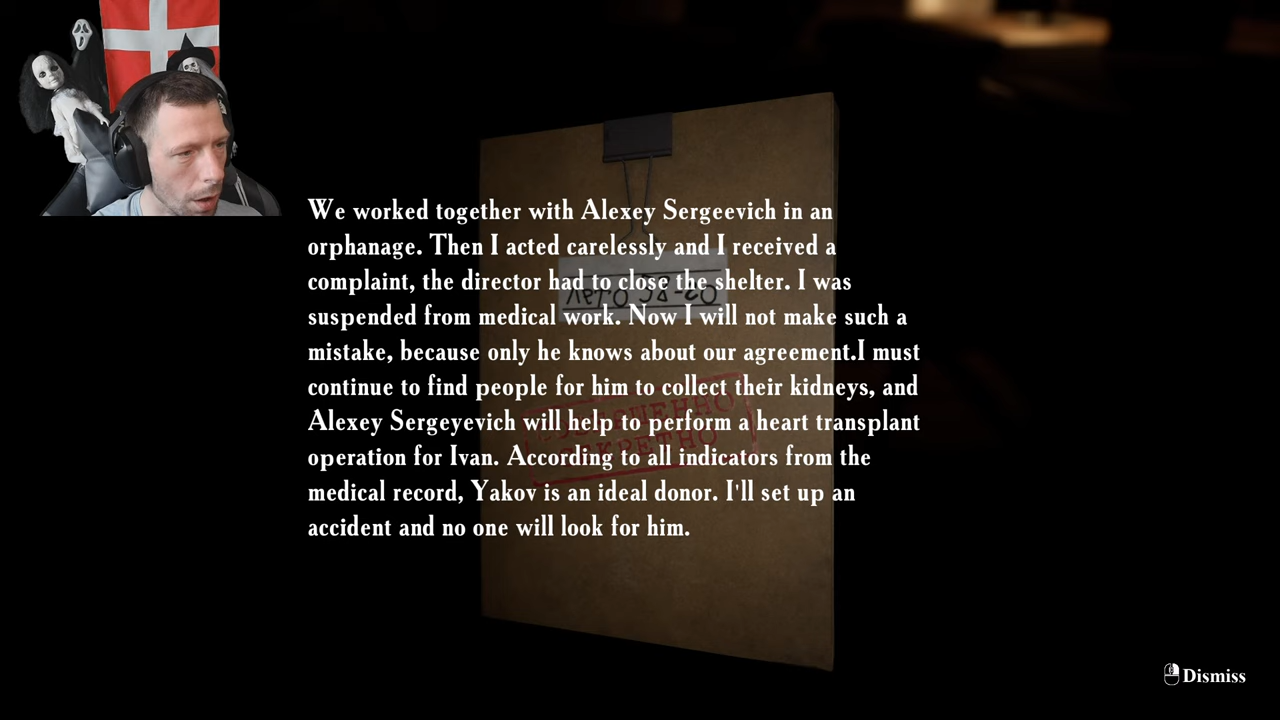 We worked together with Alexey Sergeevich in an
orphanage. Then I acted carelessly and I received a
complaint, the director had to close the shelter. I was
suspended from medical work. Now I will not make such a
mistake, because only he knows about our agreement.I must
continue to find people for him to collect their kidneys, and
Alexey Sergeyevich will help to perform a heart transplant
operation for Ivan. According to all indicators from the
medical record, Yakov is an ideal donor. I'll set up an
accident and no one will look for him.
Dismiss